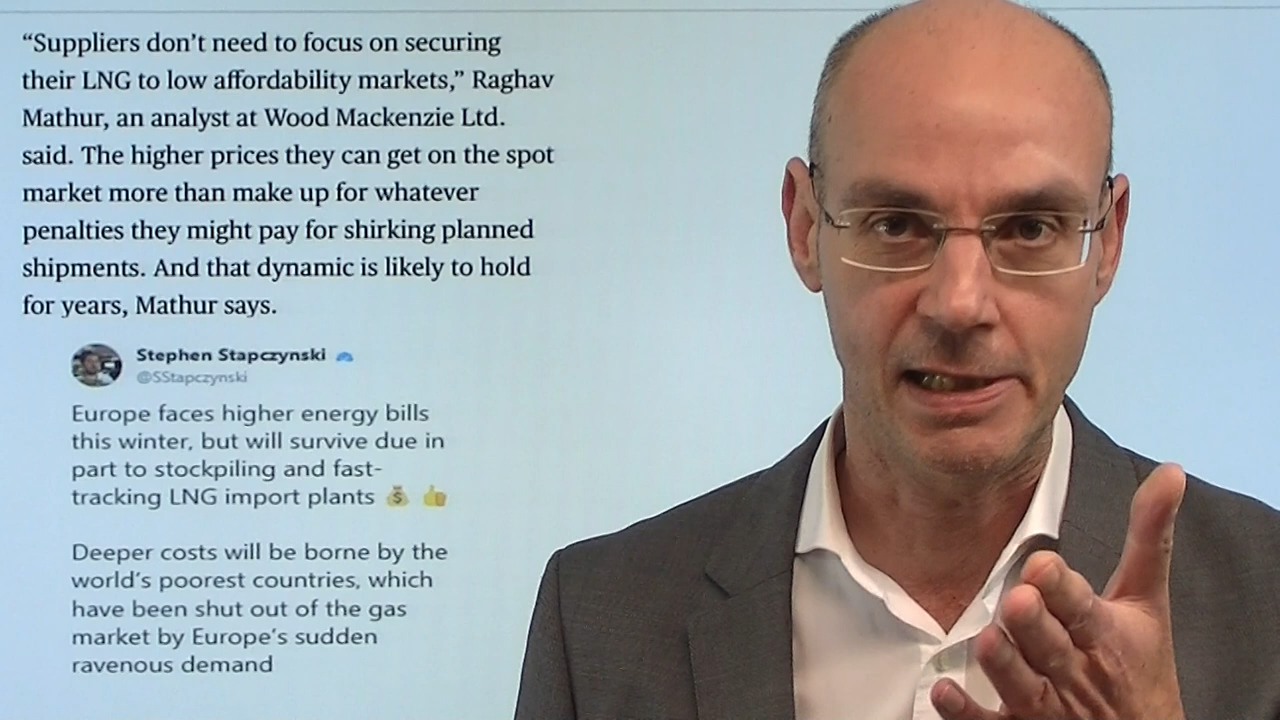 “Suppliers don’t need to focus on securing
their LNG to low affordability markets,” Raghav
Mathur, an analyst at Wood Mackenzie Ltd.
said. The higher prices they can get on the spot
market more than make up for whatever
penalties they might pay for shirking planned
shipments. And that dynamic is likely to hold
for years, Mathur says.
Stephen Stapczynski
@SStapczynski
Europe faces higher energy bills
this winter, but will survive due in
part to stockpiling and fast-
tracking LNG import plants 💰 👍
Deeper costs will be borne by the
world’s poorest countries, which
have been shut out of the gas
market by Europe’s sudden
ravenous demand